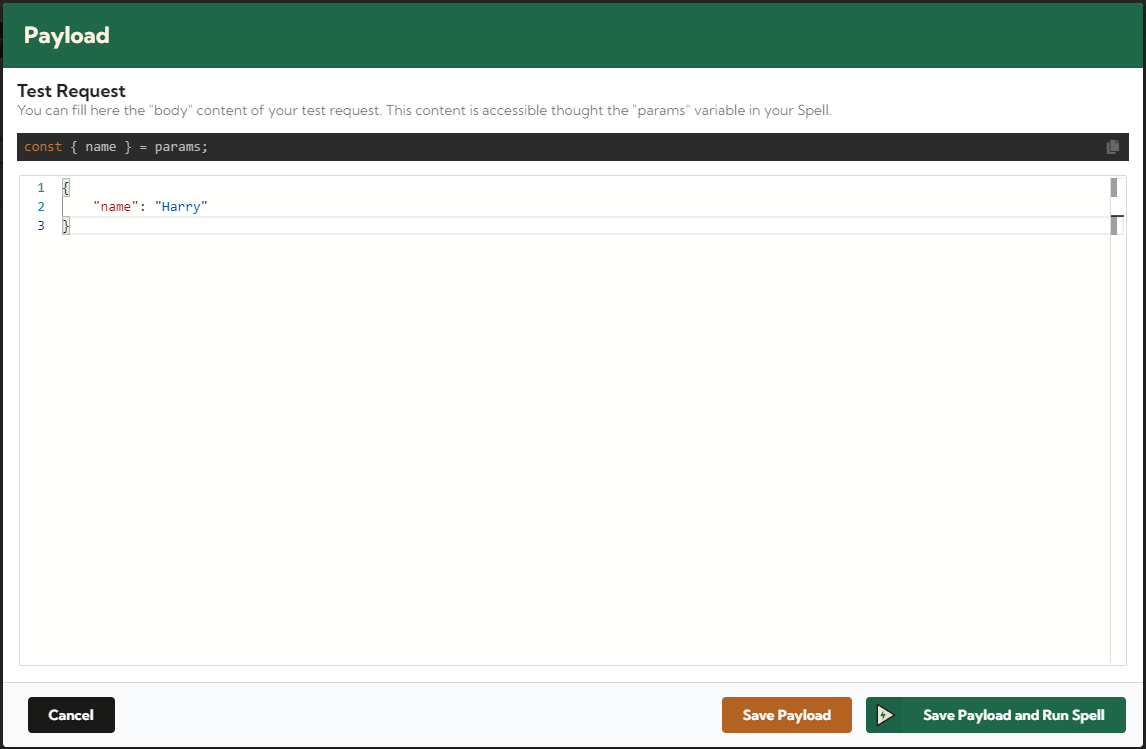 Payload
Test Request
You can fill here the "body" content of your test request. This content is accessible thought the "params" variable in your Spell.
const { name } = params;
1 {
2     "name": "Harry"
3 }
Cancel
Save Payload
Save Payload and Run Spell